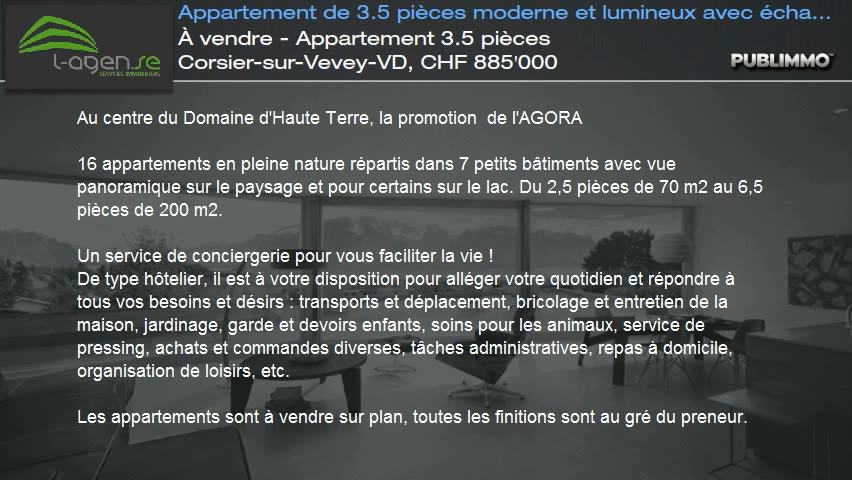 Appartement de 3.5 pièces moderne et lumineux avec écha...
À vendre - Appartement 3.5 pièces
Corsier-sur-Vevey-VD, CHF 885'000
l-agen.se
SERVICES IMMOBILIERS
PUBLIMMO™
Au centre du Domaine d'Haute Terre, la promotion de l'AGORA
16 appartements en pleine nature répartis dans 7 petits bâtiments avec vue
panoramique sur le paysage et pour certains sur le lac. Du 2,5 pièces de 70 m2 au 6,5
pièces de 200 m2.
Un service de conciergerie pour vous faciliter la vie !
De type hôtelier, il est à votre disposition pour alléger votre quotidien et répondre à
tous vos besoins et désirs : transports et déplacement, bricolage et entretien de la
maison, jardinage, garde et devoirs enfants, soins pour les animaux, service de
pressing, achats et commandes diverses, tâches administratives, repas à domicile,
organisation de loisirs, etc.
Les appartements sont à vendre sur plan, toutes les finitions sont au gré du preneur.